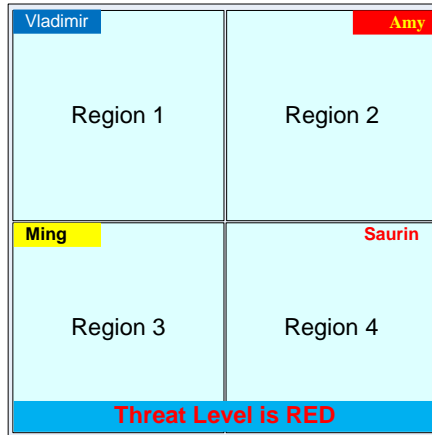 Vladimir
Amy
Region 1
Region 2
Ming
Saurin
Region 3
Region 4
Threat Level is RED